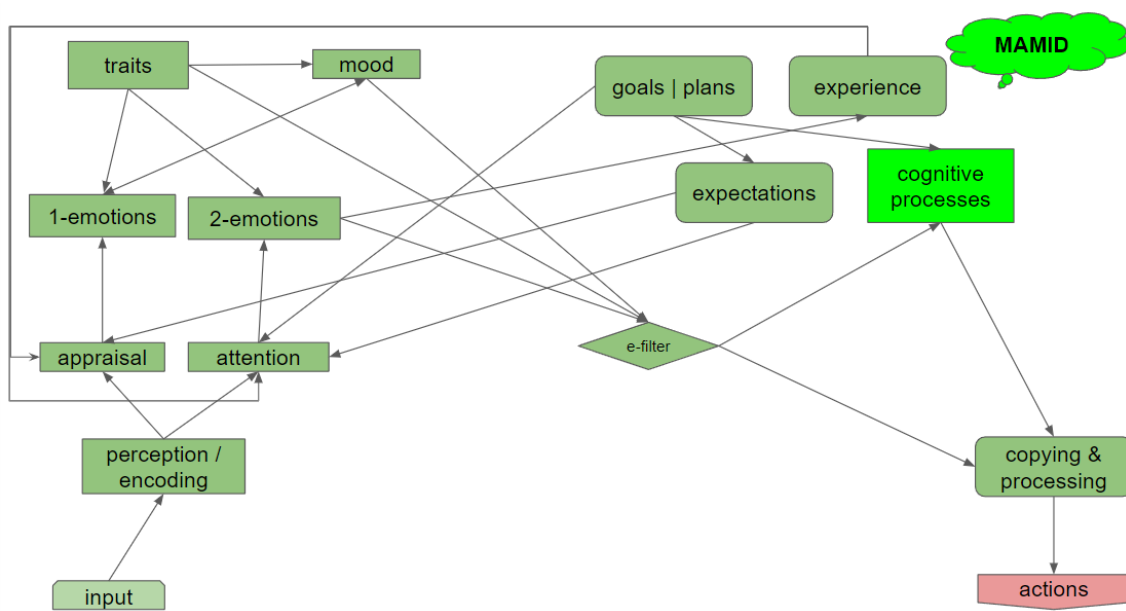 MAMID
traits
mood
goals | plans
experience
cognitive
processes
expectations
1-emotions
2-emotions
e-filter
appraisal
attention
perception /
encoding
copying &
processing
input
actions